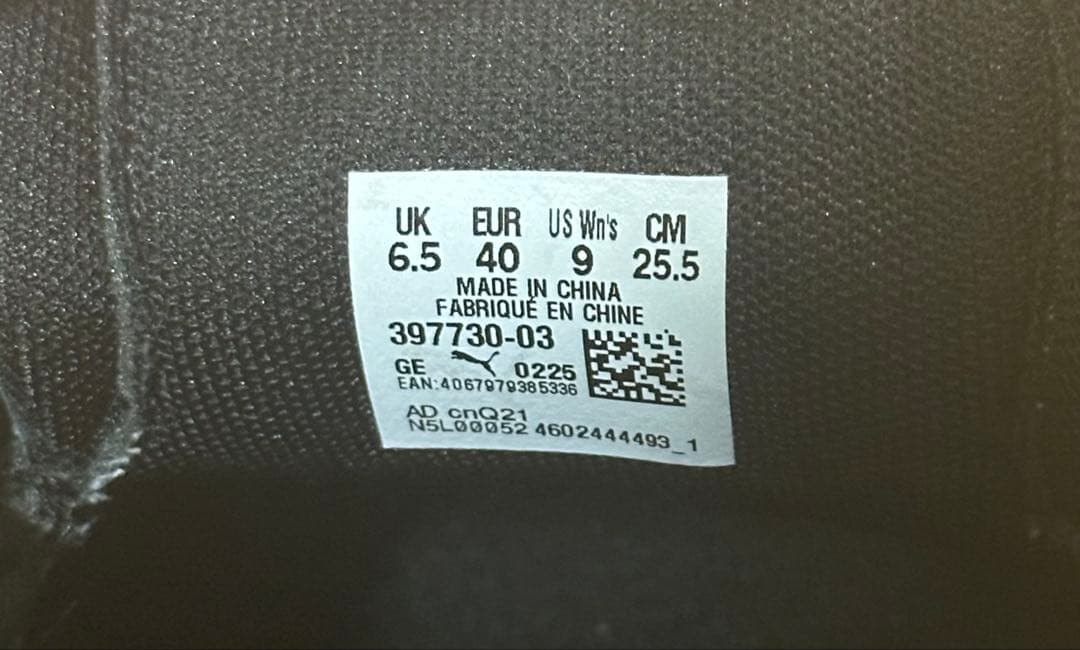 UK EUR US Wn's CM
6.5 40 9 25.5
MADE IN CHINA
FABRIQUÉ EN CHINE
397730-03
GE 0225
EAN:4067979385336
AD cnQ21
N5L00052 4602444493_1